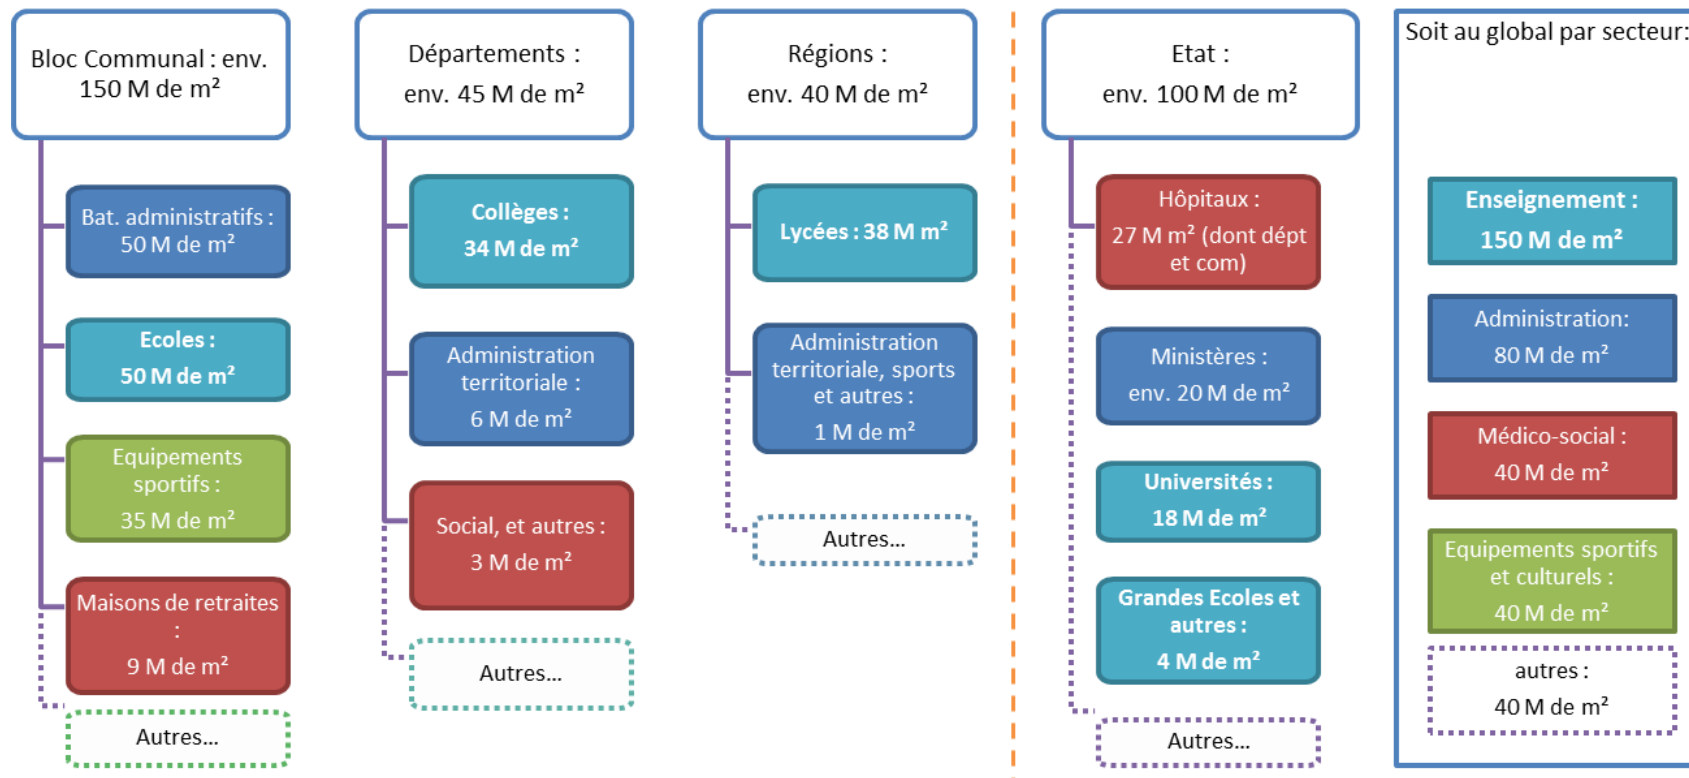 Bloc Communal : env.
150 M de m²
Bat. administratifs :
50 M de m²
Ecoles :
50 M de m²
Equipements
sportifs :
35 M de m²
Maisons de retraites
:
9 M de m²
Autres...
Départements :
env. 45 M de m²
Collèges :
34 M de m²
Administration
territoriale :
6 M de m²
Social, et autres :
3 M de m²
Autres...
Régions :
env. 40 M de m²
Lycées : 38 M m²
Administration
territoriale, sports
et autres :
1 M de m²
Autres...
Etat :
env. 100 M de m²
Hôpitaux :
27 M m² (dont dépt
et com)
Ministères :
env. 20 M de m²
Universités :
18 M de m²
Grandes Ecoles et
autres :
4 M de m²
Autres...
Soit au global par secteur:
Enseignement :
150 M de m²
Administration:
80 M de m²
Médico-social :
40 M de m²
Equipements sportifs
et culturels :
40 M de m²
autres :
40 M de m²